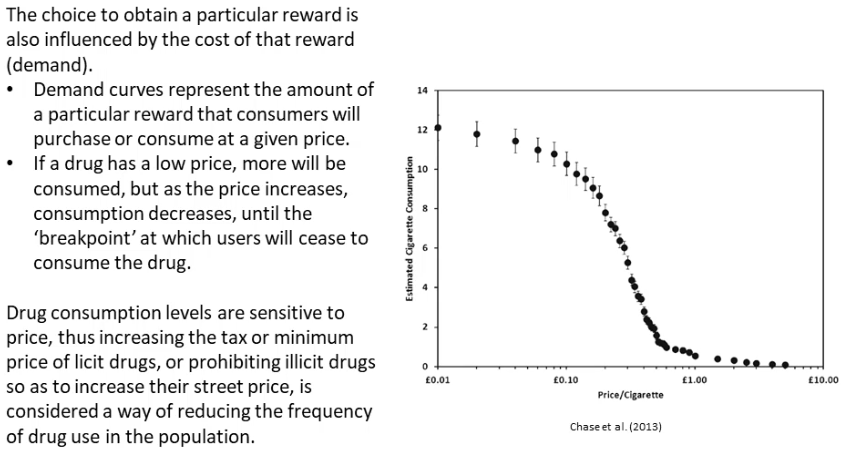 The choice to obtain a particular reward is
also influenced by the cost of that reward
(demand).
• Demand curves represent the amount of
a particular reward that consumers will
purchase or consume at a given price.
• If a drug has a low price, more will be
consumed, but as the price increases,
consumption decreases, until the
‘breakpoint’ at which users will cease to
consume the drug.
Drug consumption levels are sensitive to
price, thus increasing the tax or minimum
price of licit drugs, or prohibiting illicit drugs
so as to increase their street price, is
considered a way of reducing the frequency
of drug use in the population.
Estimated Cigarette Consumption
14
12
10
8
6
4
2
0
£0.01 £0.10 £1.00 £10.00
Price/Cigarette
Chase et al. (2013)